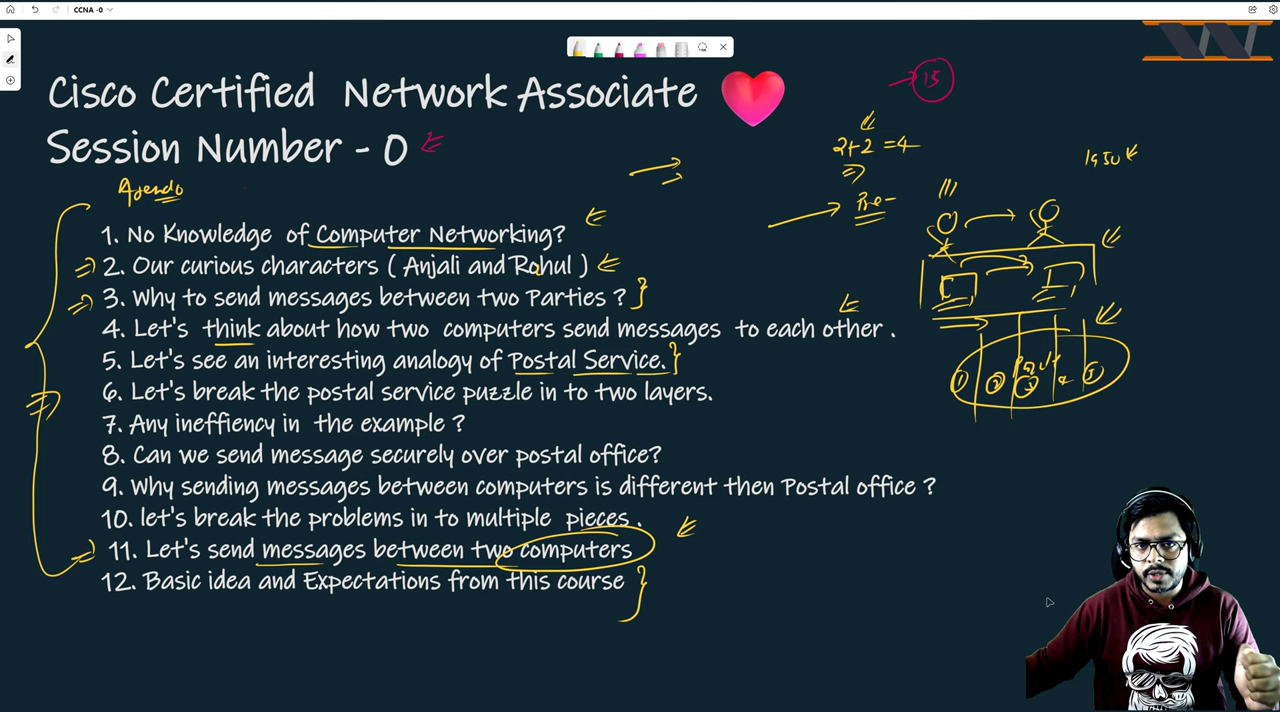 CCNA -0
Cisco Certified Network Associate
Session Number - 0
15
2+2 =4
1950
Pre-
Agenda
1. No Knowledge of Computer Networking?
2. Our curious characters ( Anjali and Rahul )
3. Why to send messages between two Parties ?
4. Let's think about how two computers send messages to each other .
5. Let's see an interesting analogy of Postal Service.
6. Let's break the postal service puzzle in to two layers.
7. Any ineffiency in the example ?
8. Can we send message securely over postal office?
9. Why sending messages between computers is different then Postal office ?
10. let's break the problems in to multiple pieces .
11. Let's send messages between two computers
12. Basic idea and Expectations from this course